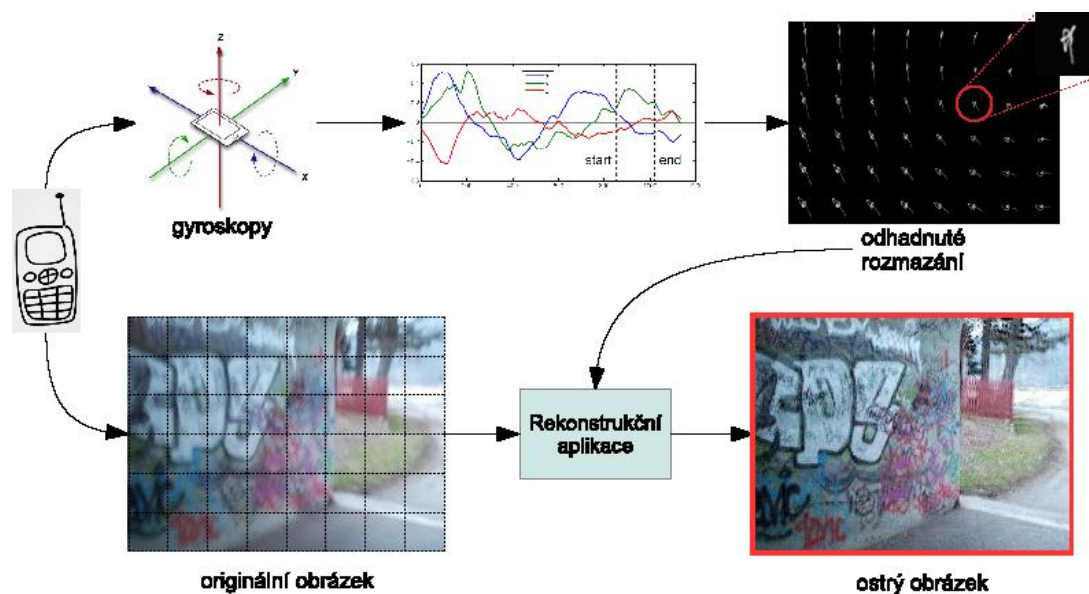 Z
Y
X
gyroskopy
start
end
odhadnuté
rozmazání
originální obrázek
Rekonstrukční
aplikace
ostrý obrázek